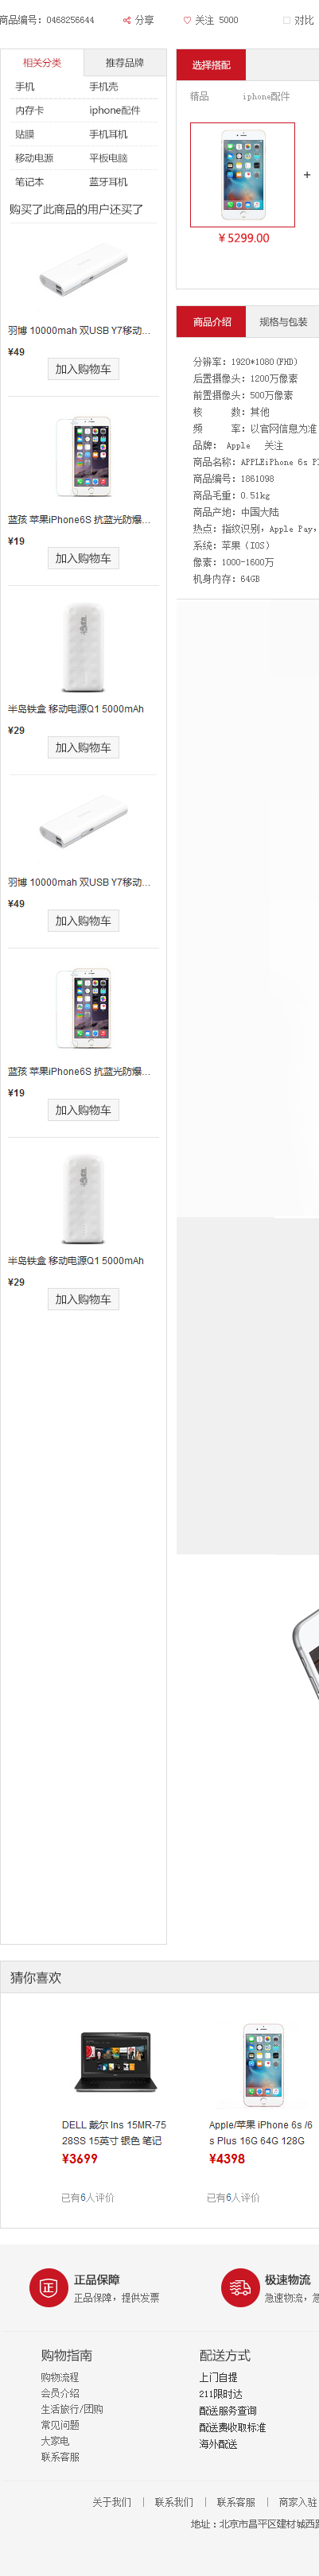 商品编号: 0468256644 分享 关注 5000 对比
相关分类 推荐品牌
手机 手机壳
内存卡 iphone配件
贴膜 手机耳机
移动电源 平板电脑
笔记本 蓝牙耳机
购买了此商品的用户还买了
羽博 10000mah 双USB Y7移动...
¥49
加入购物车
蓝孩 苹果iPhone6S 抗蓝光防爆...
¥19
加入购物车
半岛铁盒 移动电源Q1 5000mAh
¥29
加入购物车
羽博 10000mah 双USB Y7移动...
¥49
加入购物车
蓝孩 苹果iPhone6S 抗蓝光防爆...
¥19
加入购物车
半岛铁盒 移动电源Q1 5000mAh
¥29
加入购物车
选择搭配
精品 iphone配件
+
￥5299.00
商品介绍 规格与包装
分辨率: 1920*1080(FHD)
后置摄像头: 1200万像素
前置摄像头: 500万像素
核 数: 其他
频 率: 以官网信息为准
品牌: Apple 关注
商品名称: APPLEiPhone 6s Pl
商品编号: 1861098
商品毛重: 0.51kg
商品产地: 中国大陆
热点: 指纹识别, Apple Pay,
系统: 苹果 (IOS)
像素: 1000-1600万
机身内存: 64GB
猜你喜欢
DELL 戴尔 Ins 15MR-75
28SS 15英寸 银色 笔记
¥3699
已有6人评价
Apple/苹果 iPhone 6s /6
s Plus 16G 64G 128G
¥4398
已有6人评价
正品保障
正品保障，提供发票
极速物流
急速物流，急
购物指南
购物流程
会员介绍
生活旅行/团购
常见问题
大家电
联系客服
配送方式
上门自提
211限时达
配送服务查询
配送费收取标准
海外配送
关于我们 | 联系我们 | 联系客服 | 商家入驻
地址: 北京市昌平区建材城西路